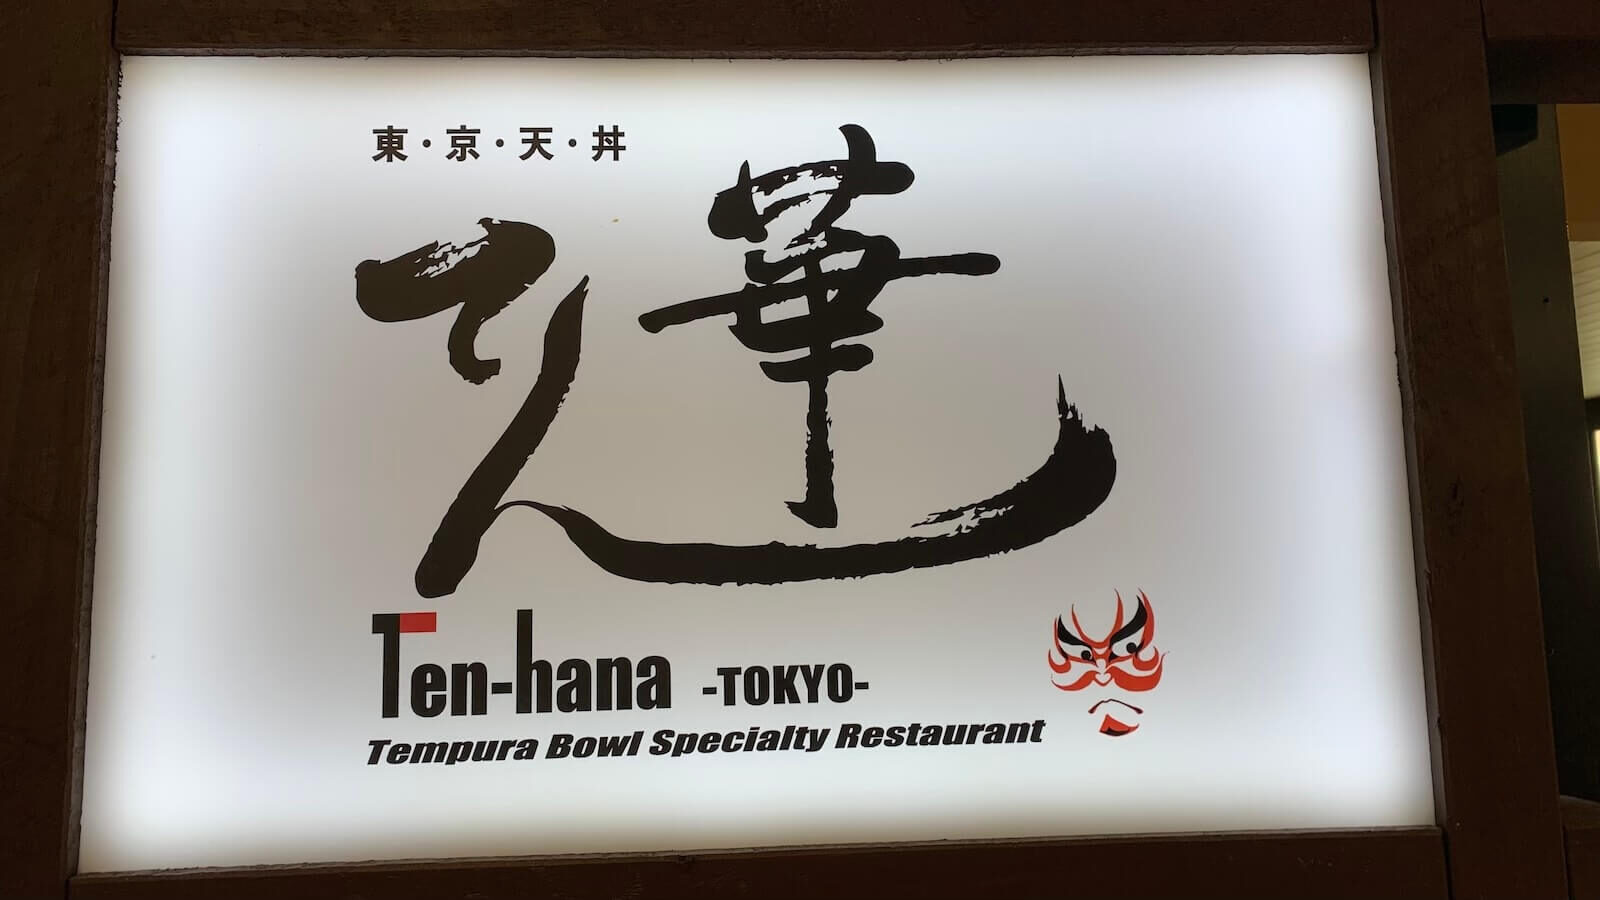 東・京・天・丼
てん華
Ten-hana -TOKYO-
Tempura Bowl Specialty Restaurant